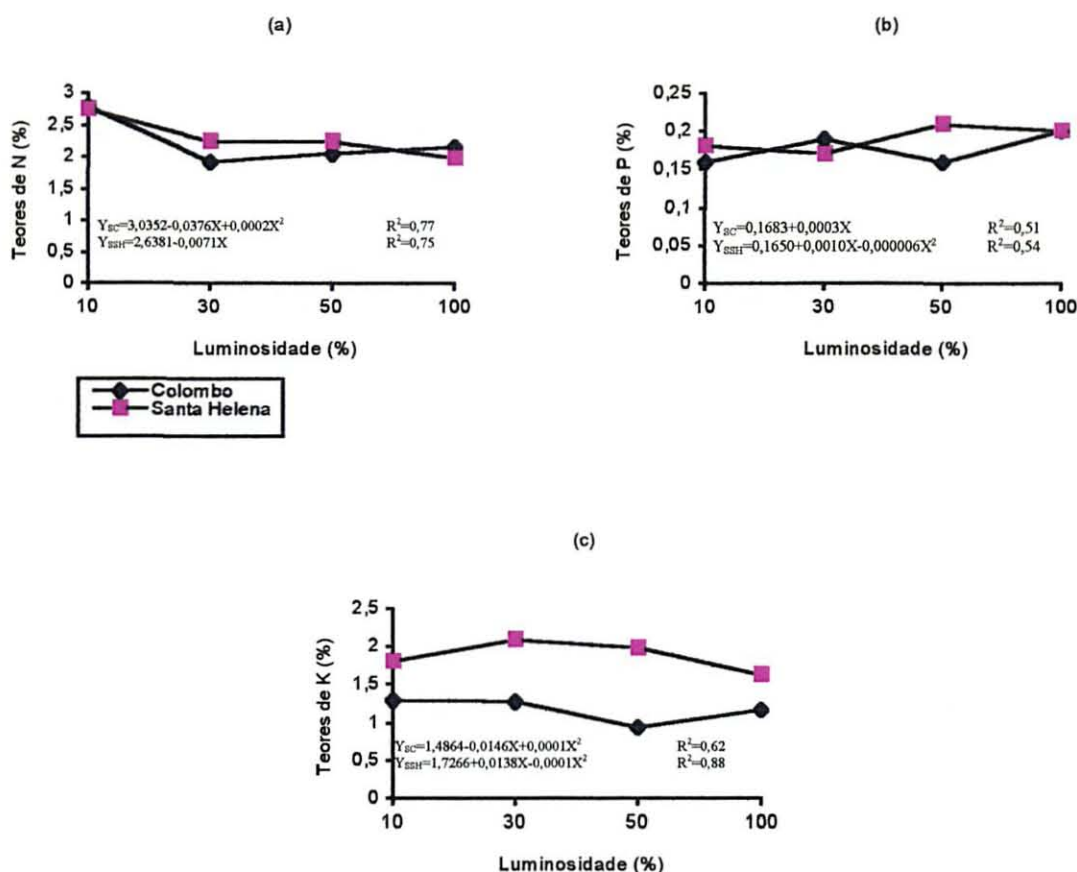 (a)
Teores de N (%)
3
2,5
2
1,5
1
0,5
0
Y_SC=3,0352-0,0376X+0,0002X² R²=0,77
Y_SSH=2,6381-0,0071X R²=0,75
10 30 50 100
Luminosidade (%)
Colombo
Santa Helena
(b)
Teores de P (%)
0,25
0,2
0,15
0,1
0,05
0
Y_SC=0,1683+0,0003X R²=0,51
Y_SSH=0,1650+0,0010X-0,000006X² R²=0,54
10 30 50 100
Luminosidade (%)
(c)
Teores de K (%)
2,5
2
1,5
1
0,5
0
Y_SC=1,4864-0,0146X+0,0001X² R²=0,62
Y_SSH=1,7266+0,0138X-0,0001X² R²=0,88
10 30 50 100
Luminosidade (%)